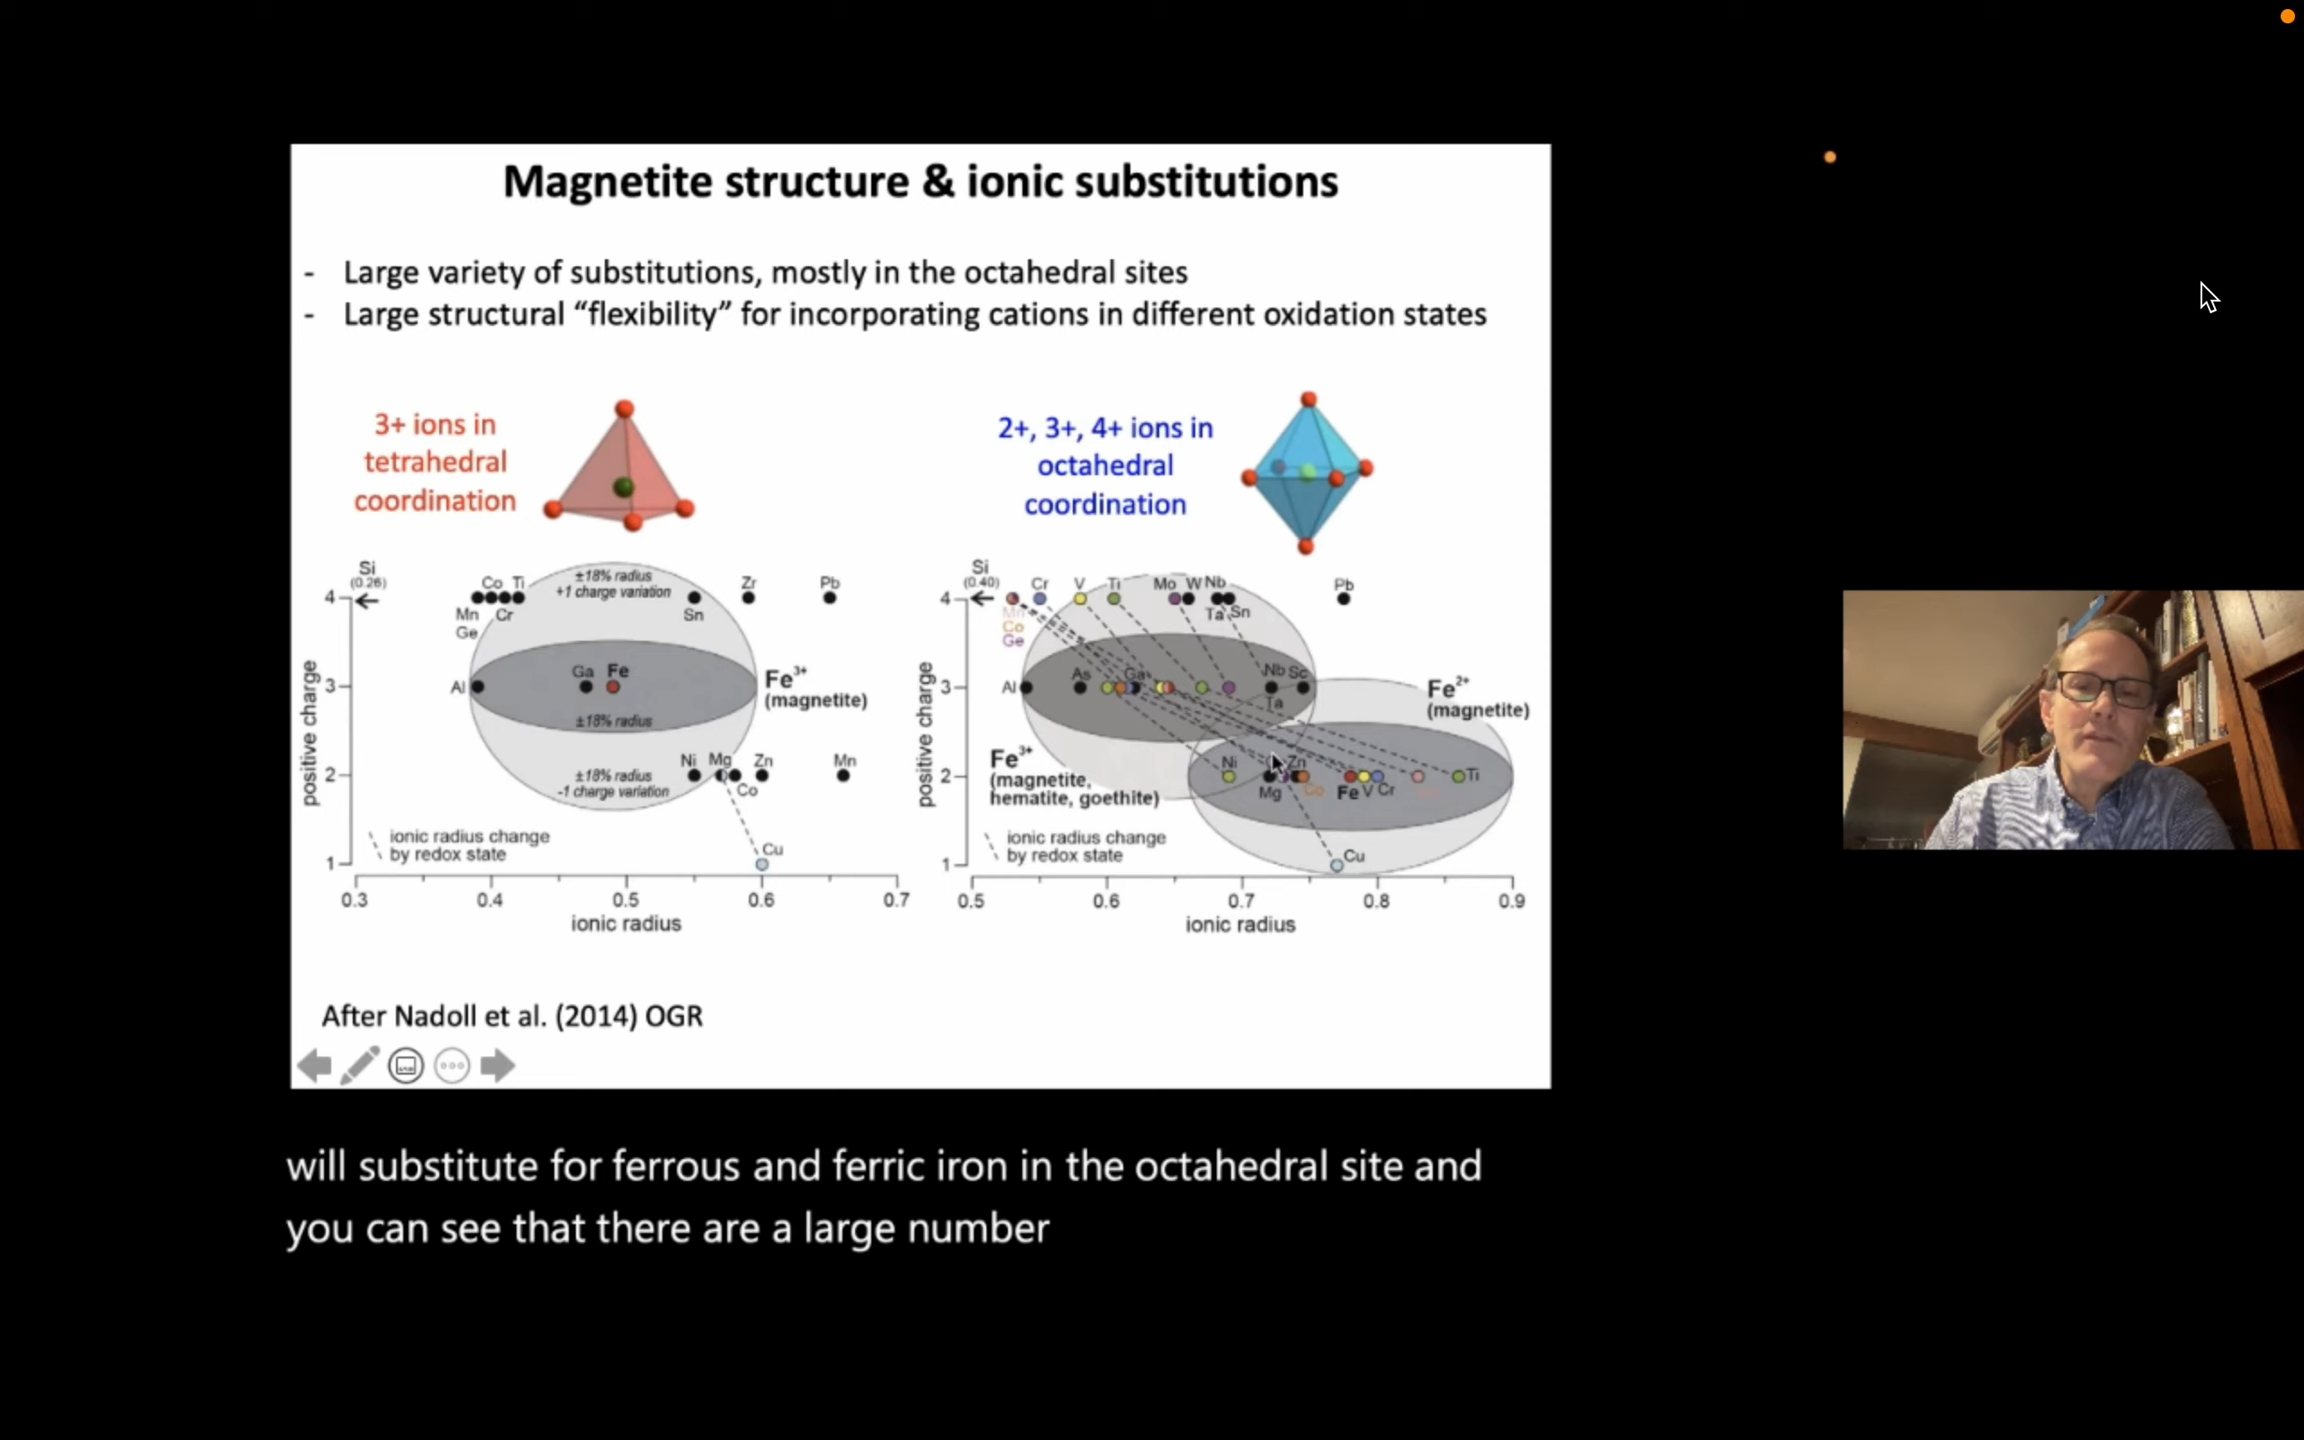 Magnetite structure & ionic substitutions
- Large variety of substitutions, mostly in the octahedral sites
- Large structural “flexibility” for incorporating cations in different oxidation states
3+ ions in
tetrahedral
coordination
2+, 3+, 4+ ions in
octahedral
coordination
Si
(0.26)
Co Ti
Mn Cr
Ge
±18% radius
+1 charge variation
Sn
Zr
Pb
Al
Ga Fe
±18% radius
Fe3+
(magnetite)
Ni Mg Zn Mn
Co
±18% radius
-1 charge variation
Cu
ionic radius change
by redox state
positive charge
4
3
2
1
0.3 0.4 0.5 0.6 0.7
ionic radius
Si
(0.40)
Cr V Ti Mo W Nb
Pb
Mn
Co
Ge
Ta Sn
Al
As Ga Nb Sc
Ta
Fe2+
(magnetite)
Fe3+
(magnetite,
hematite, goethite)
Ni Zn
Mg Co Fe V Cr
Ti
Cu
ionic radius change
by redox state
positive charge
4
3
2
1
0.5 0.6 0.7 0.8 0.9
ionic radius
After Nadoll et al. (2014) OGR
will substitute for ferrous and ferric iron in the octahedral site and
you can see that there are a large number